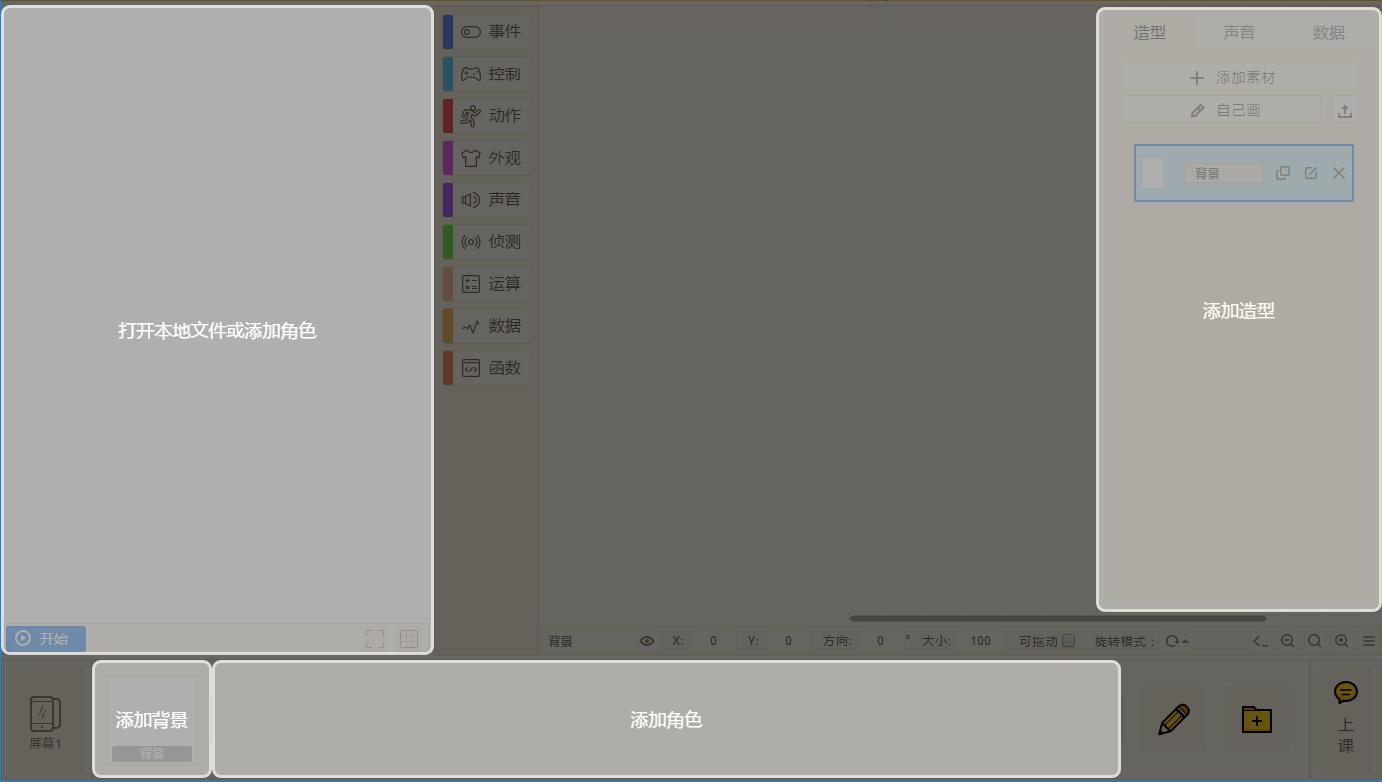 打开本地文件或添加角色
开始
事件
控制
动作
外观
声音
侦测
运算
数据
函数
造型 声音 数据
添加素材
自己画
背景
添加造型
背景 X: 0 Y: 0 方向: 0 ° 大小: 100 可拖动 旋转模式 :
屏幕1
添加背景
背景
添加角色
上
课